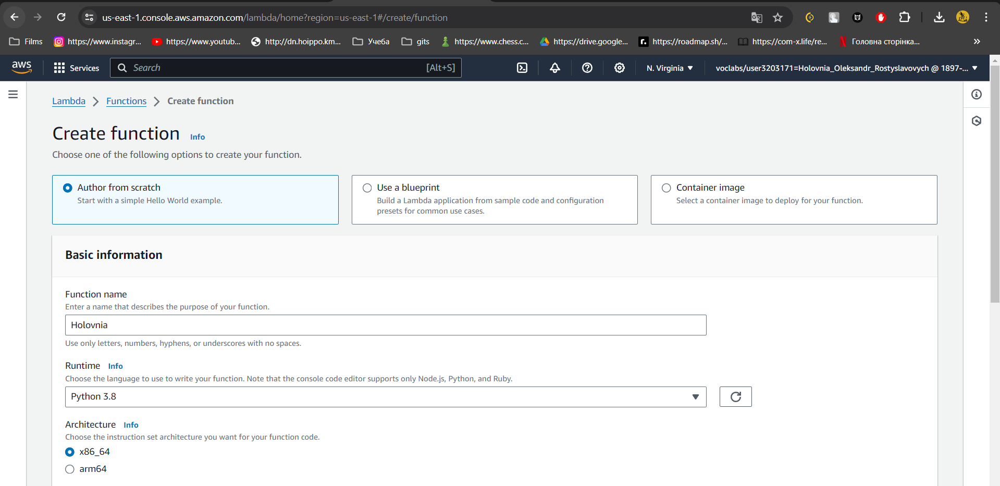 us-east-1.console.aws.amazon.com/lambda/home?region=us-east-1#/create/function
Films https://www.instagr... https://www.youtub... http://dn.hoippo.km... Учеба gits https://www.chess.c... https://drive.google... r. https://roadmap.sh/... https://com-x.life/re... Головна сторінка... »
aws Services Search [Alt+S] N. Virginia voclabs/user3203171=Holovnia_Oleksandr_Rostyslavovych @ 1897-...
Lambda Functions Create function
Create function Info
Choose one of the following options to create your function.
Author from scratch
Start with a simple Hello World example.
Use a blueprint
Build a Lambda application from sample code and configuration
presets for common use cases.
Container image
Select a container image to deploy for your function.
Basic information
Function name
Enter a name that describes the purpose of your function.
Holovnia
Use only letters, numbers, hyphens, or underscores with no spaces.
Runtime Info
Choose the language to use to write your function. Note that the console code editor supports only Node.js, Python, and Ruby.
Python 3.8
Architecture Info
Choose the instruction set architecture you want for your function code.
x86_64
arm64